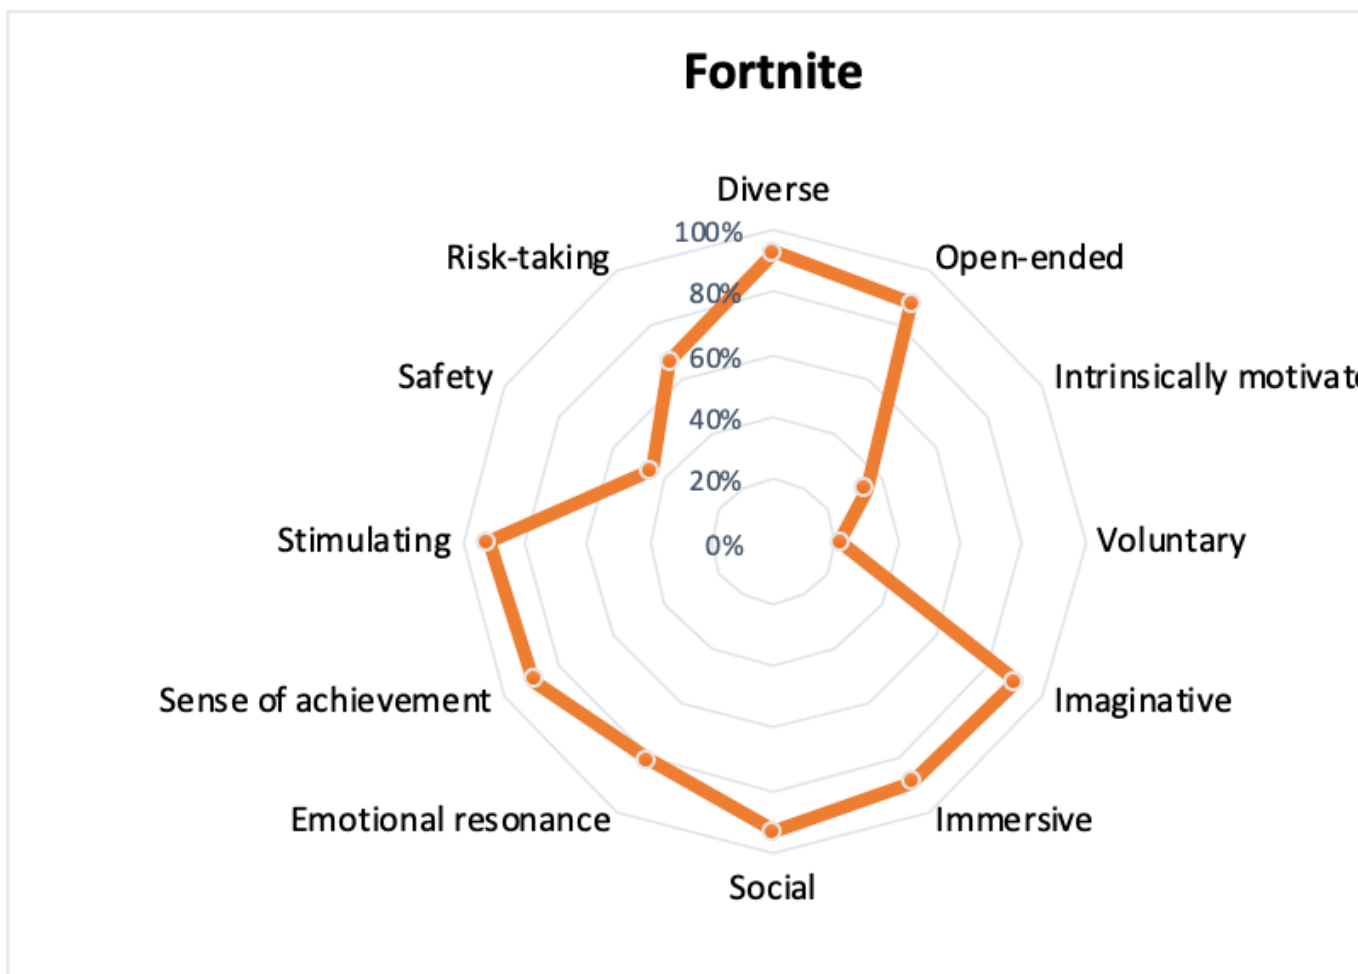 Fortnite
Diverse
100%
Risk-taking
Open-ended
80%
60%
Safety
Intrinsically motivate
40%
20%
Stimulating
0%
Voluntary
Sense of achievement
Imaginative
Emotional resonance
Immersive
Social